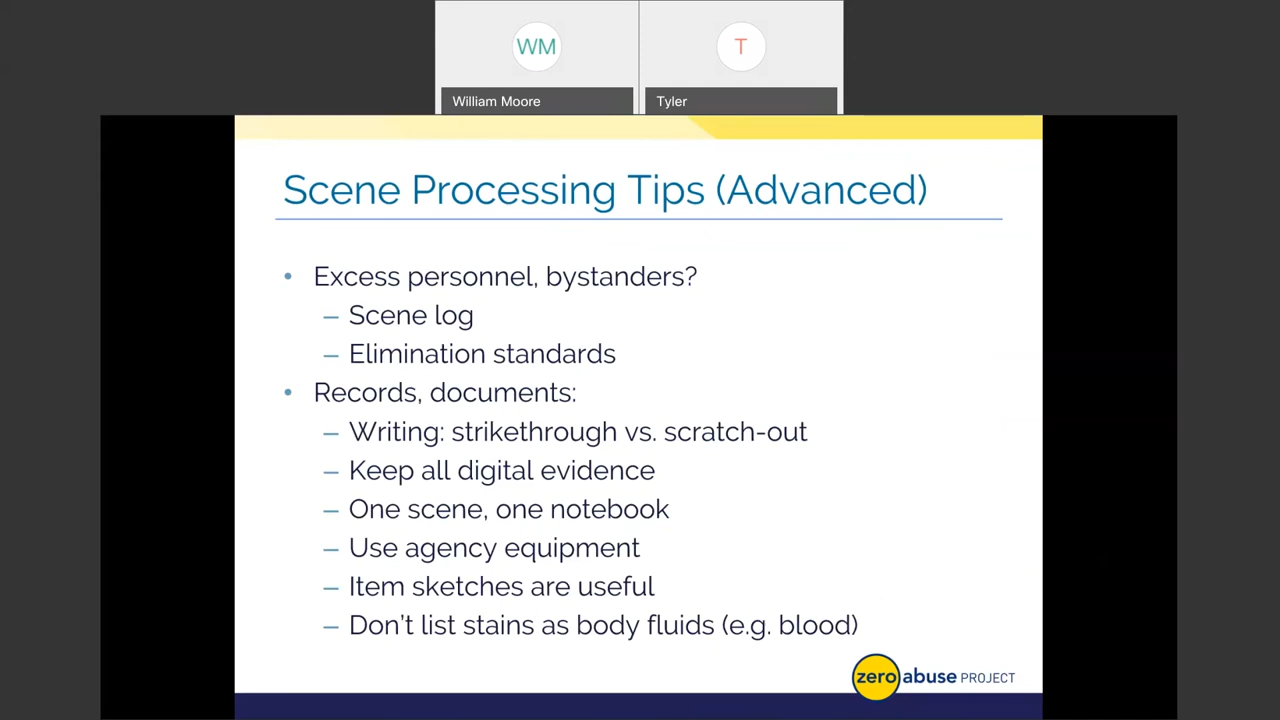 WM
T
William Moore
Tyler
Scene Processing Tips (Advanced)
• Excess personnel, bystanders?
– Scene log
– Elimination standards
• Records, documents:
– Writing: strikethrough vs. scratch-out
– Keep all digital evidence
– One scene, one notebook
– Use agency equipment
– Item sketches are useful
– Don't list stains as body fluids (e.g. blood)
zero abuse PROJECT